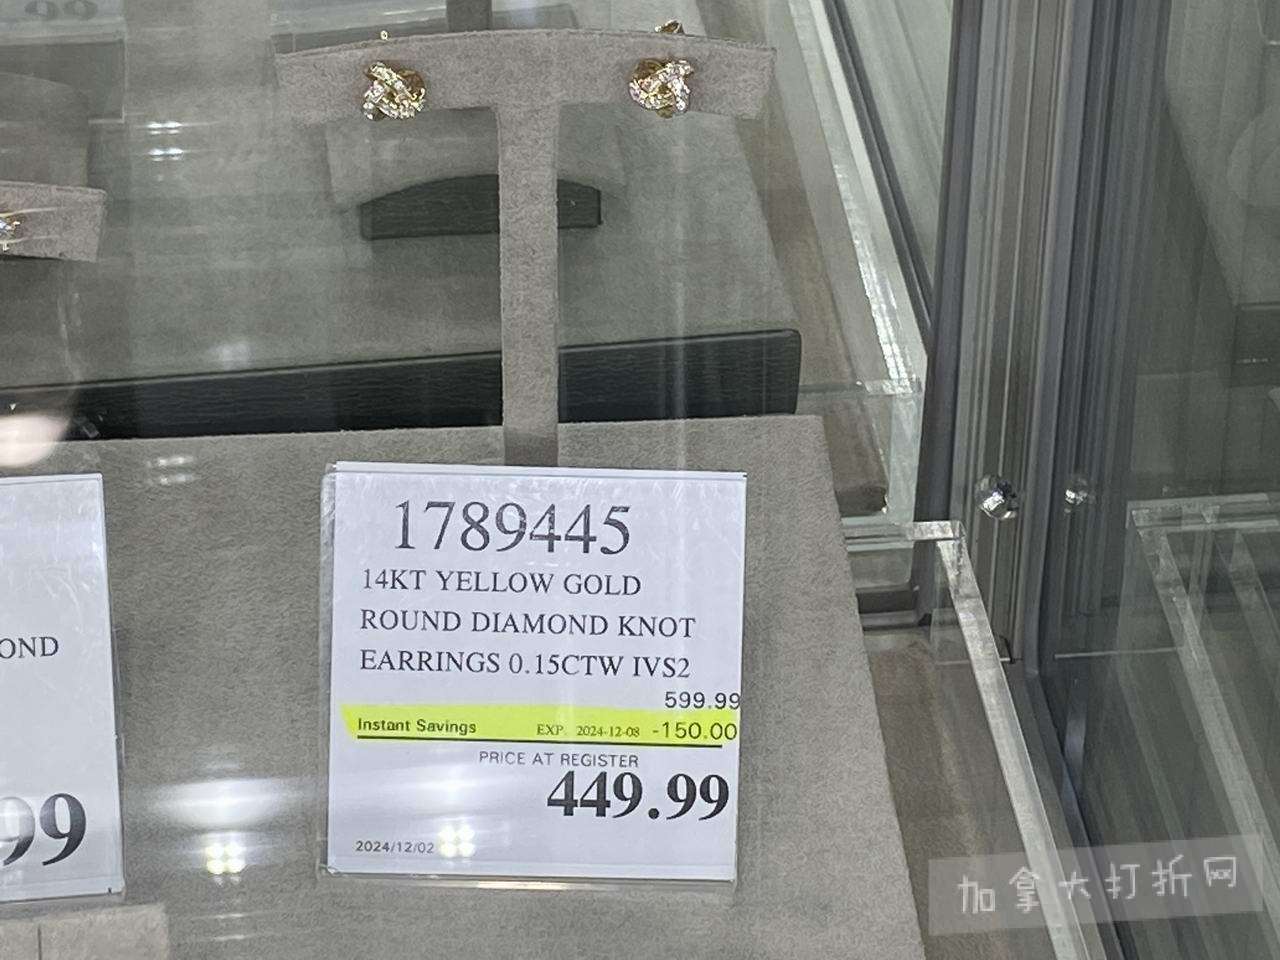 1789445
14KT YELLOW GOLD
ROUND DIAMOND KNOT
EARRINGS 0.15CTW IVS2
599.99
Instant Savings EXP. 2024-12-08 -150.00
PRICE AT REGISTER
449.99
2024/12/02
OND
99
加拿大打折网